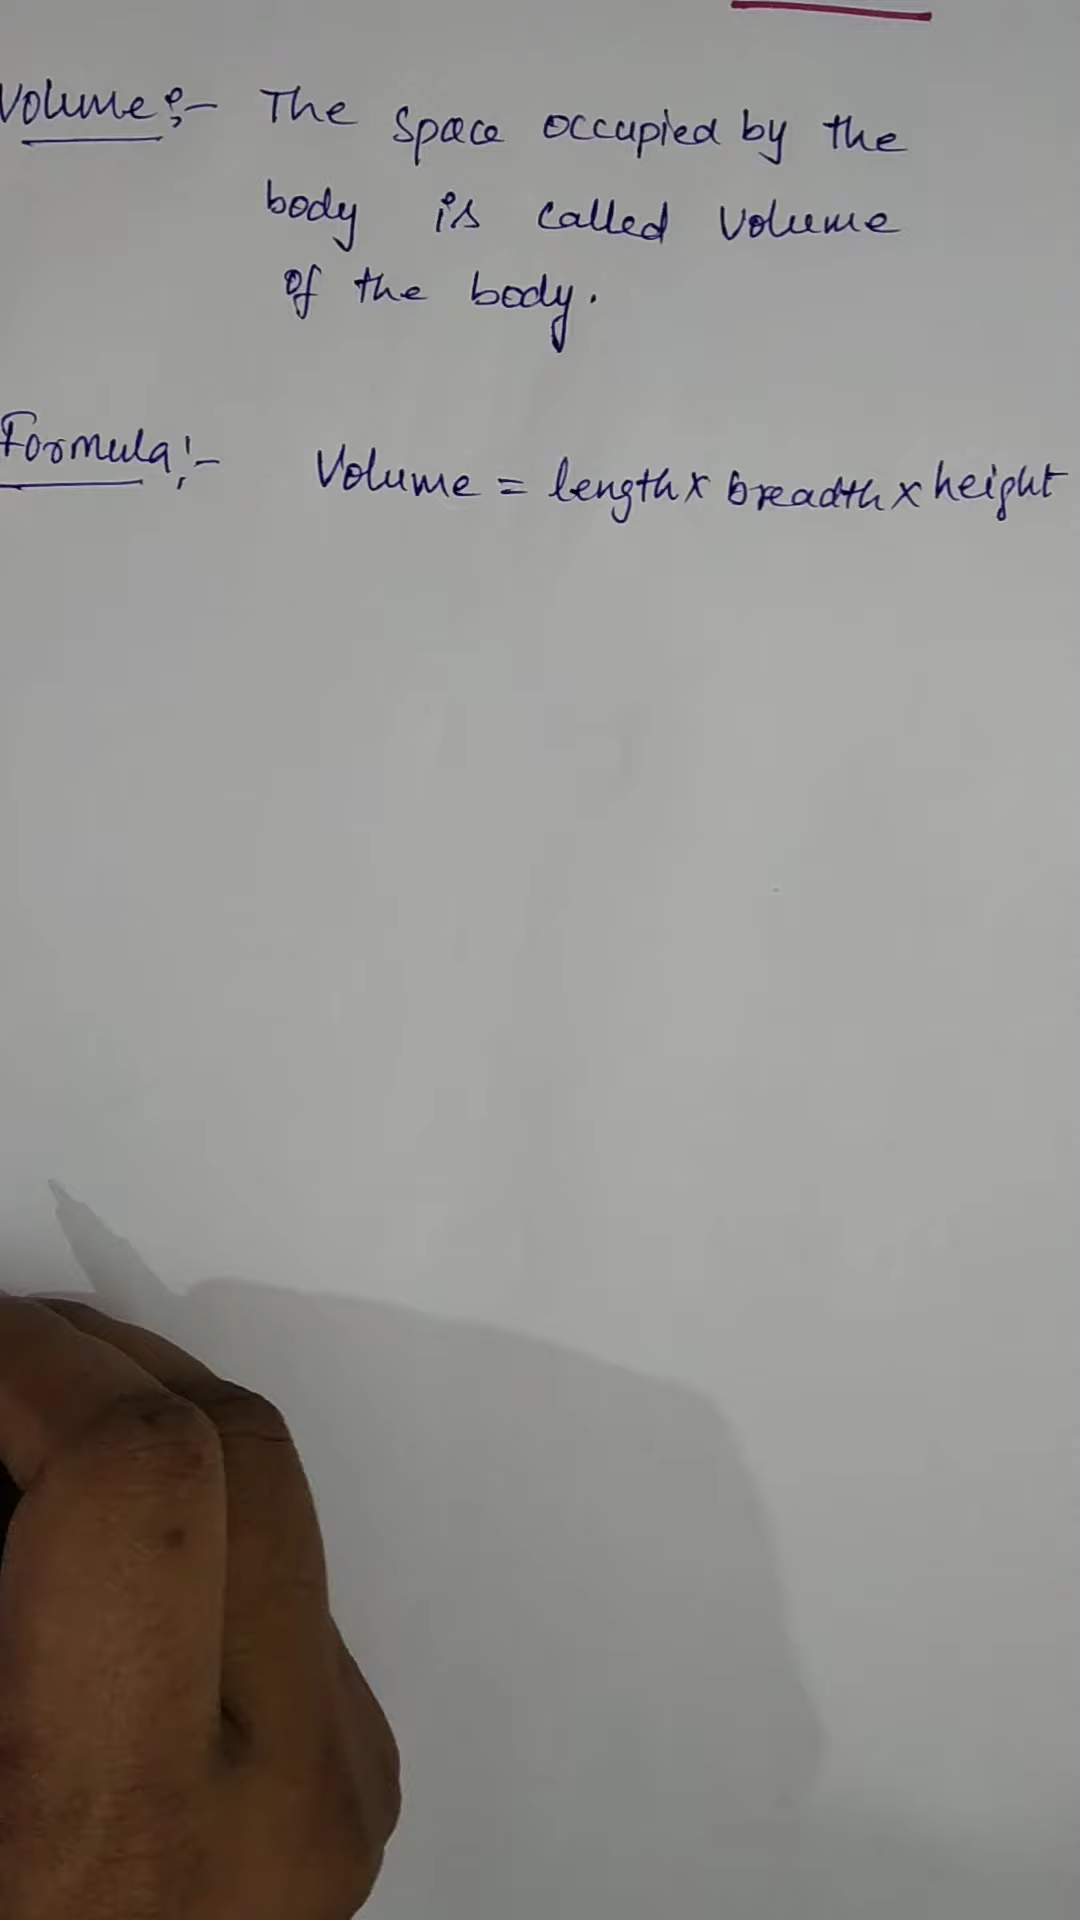 Volume :- The space occupied by the
body is called volume
of the body.
Formula :- Volume = length x breadth x height